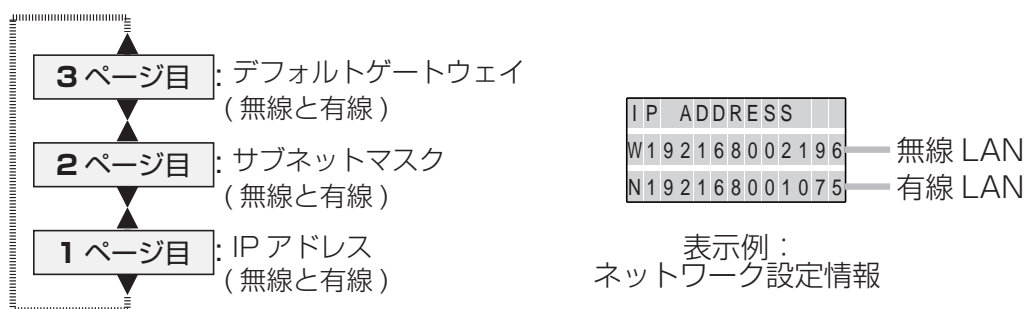 3 ページ目 : デフォルトゲートウェイ
( 無線と有線 )
2 ページ目 : サブネットマスク
( 無線と有線 )
1 ページ目 : IP アドレス
( 無線と有線 )
IP ADDRESS
W192168002196 無線 LAN
N192168001075 有線 LAN
表示例：
ネットワーク設定情報